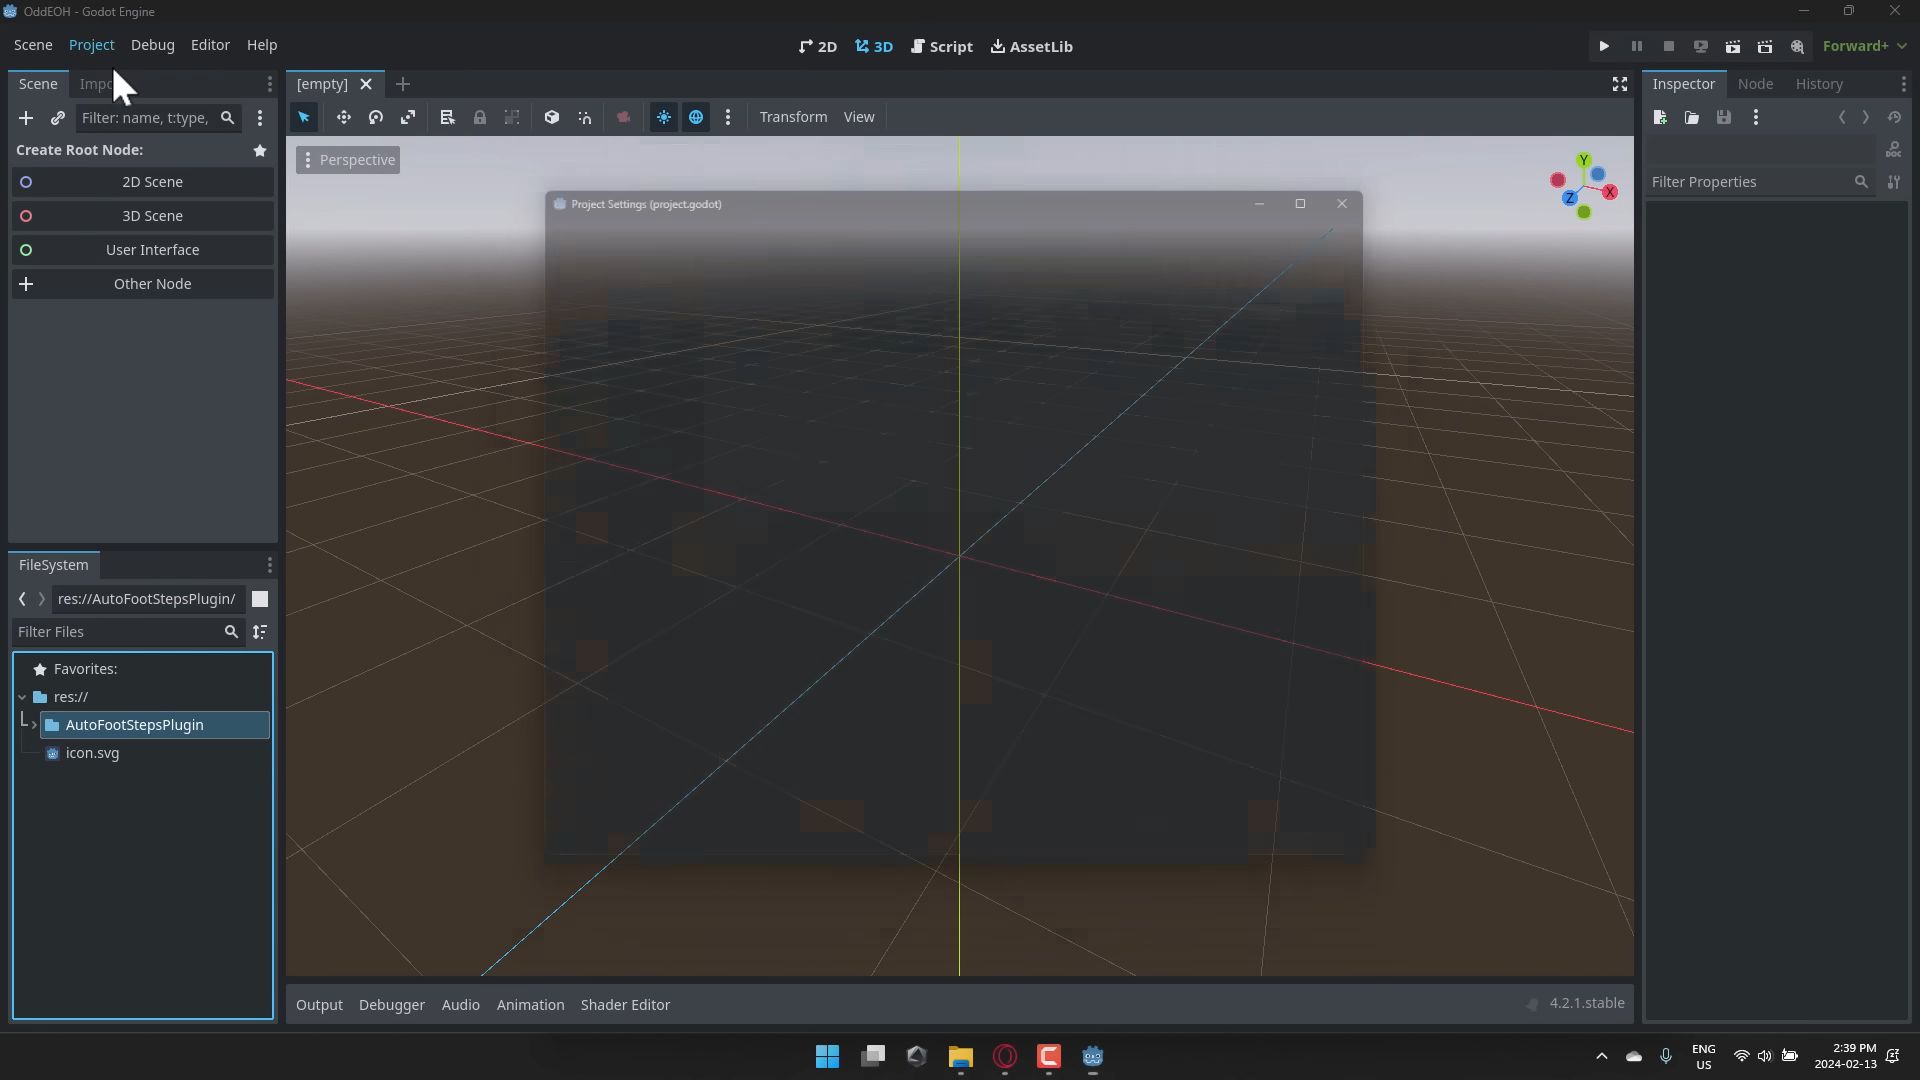 OddEOH - Godot Engine
Scene Project Debug Editor Help
2D 3D Script AssetLib
Forward+
Scene
[empty]
Inspector Node History
Filter: name, t:type,
Transform View
Create Root Node:
Perspective
2D Scene
Filter Properties
3D Scene
User Interface
Other Node
Project Settings (project.godot)
Y
X
Z
DOC
FileSystem
res://AutoFootStepsPlugin/
Filter Files
Favorites:
res://
AutoFootStepsPlugin
icon.svg
Output Debugger Audio Animation Shader Editor
4.2.1.stable
ENG
US
2:39 PM
2024-02-13